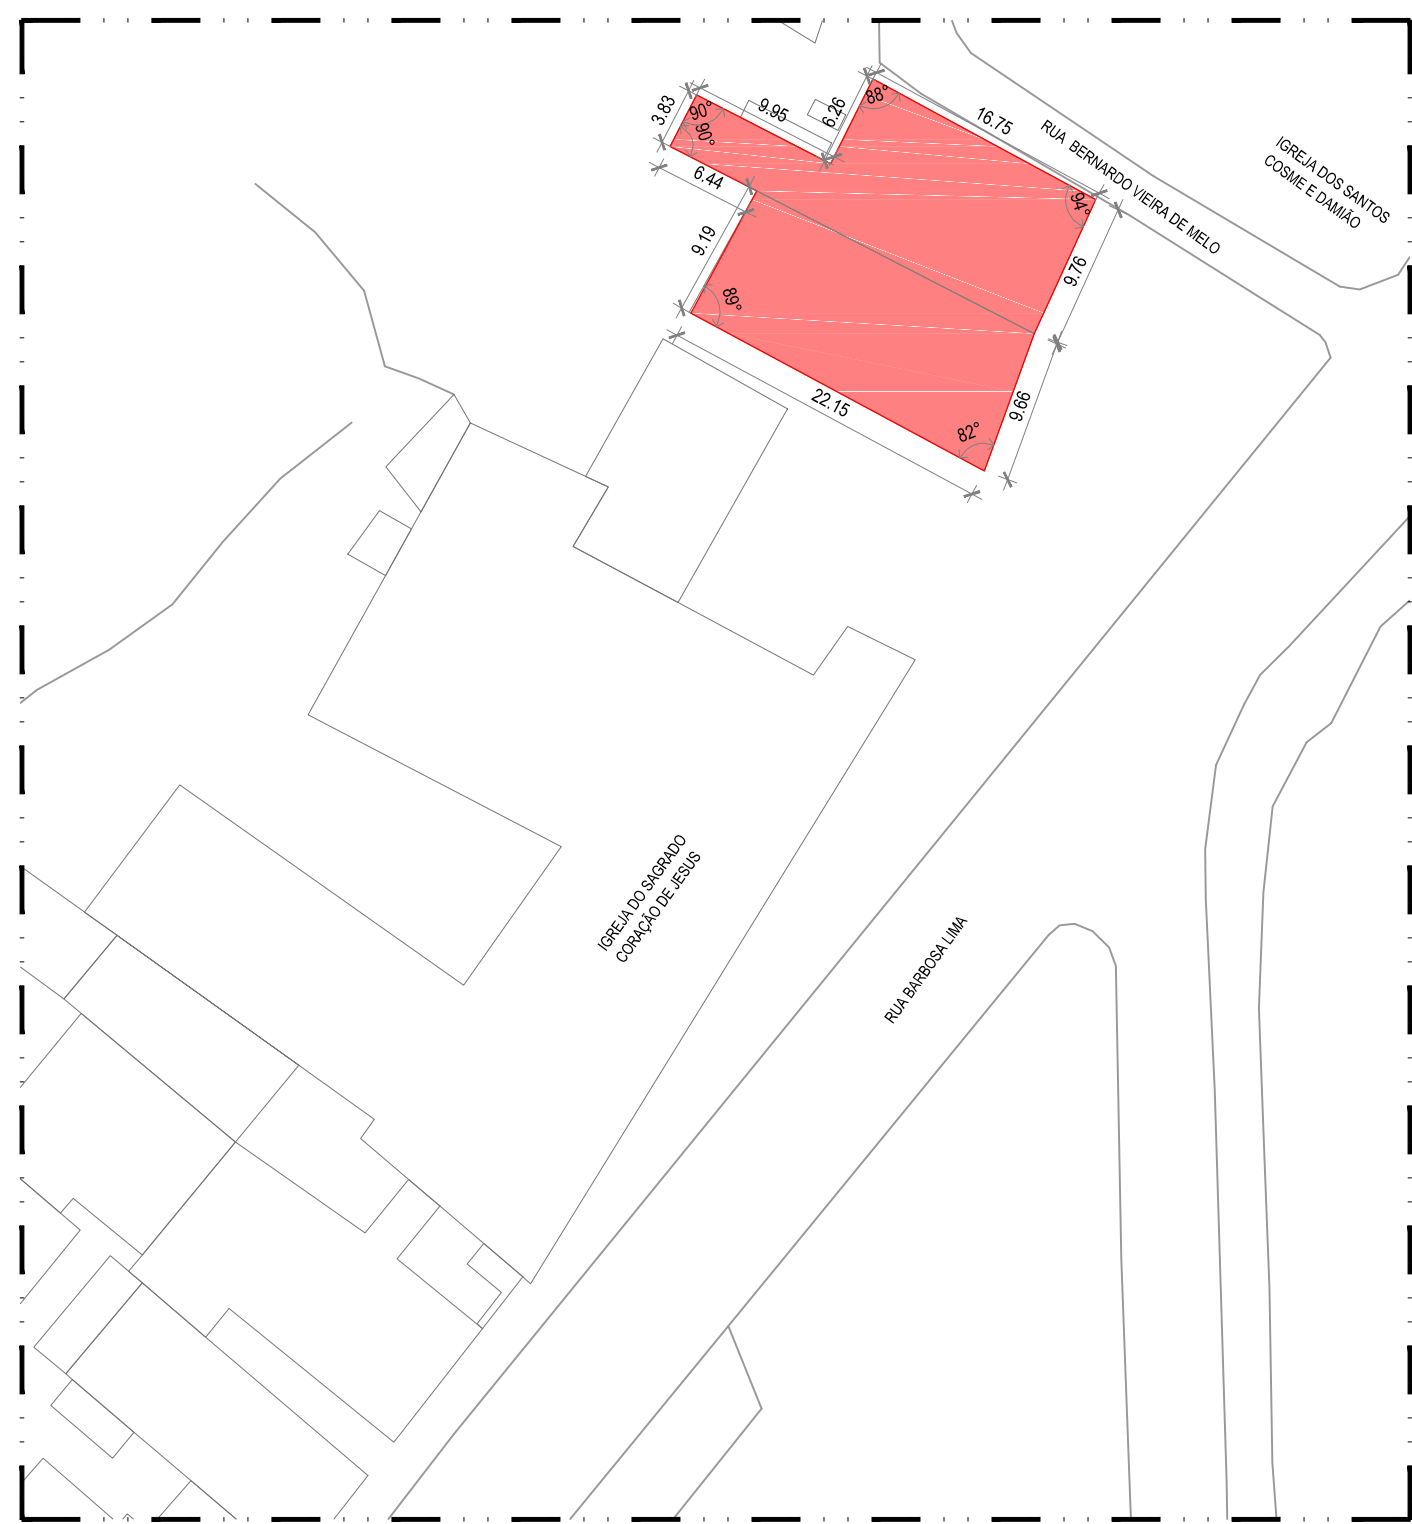 3.83
90°
90°
9.95
6.26
88°
16.75
RUA BERNARDO VIEIRA DE MELO
IGREJA DOS SANTOS
COSME E DAMIÃO
6.44
94°
9.19
9.76
89°
22.15
9.66
82°
IGREJA DO SAGRADO
CORAÇÃO DE JESUS
RUA BARBOSA LIMA